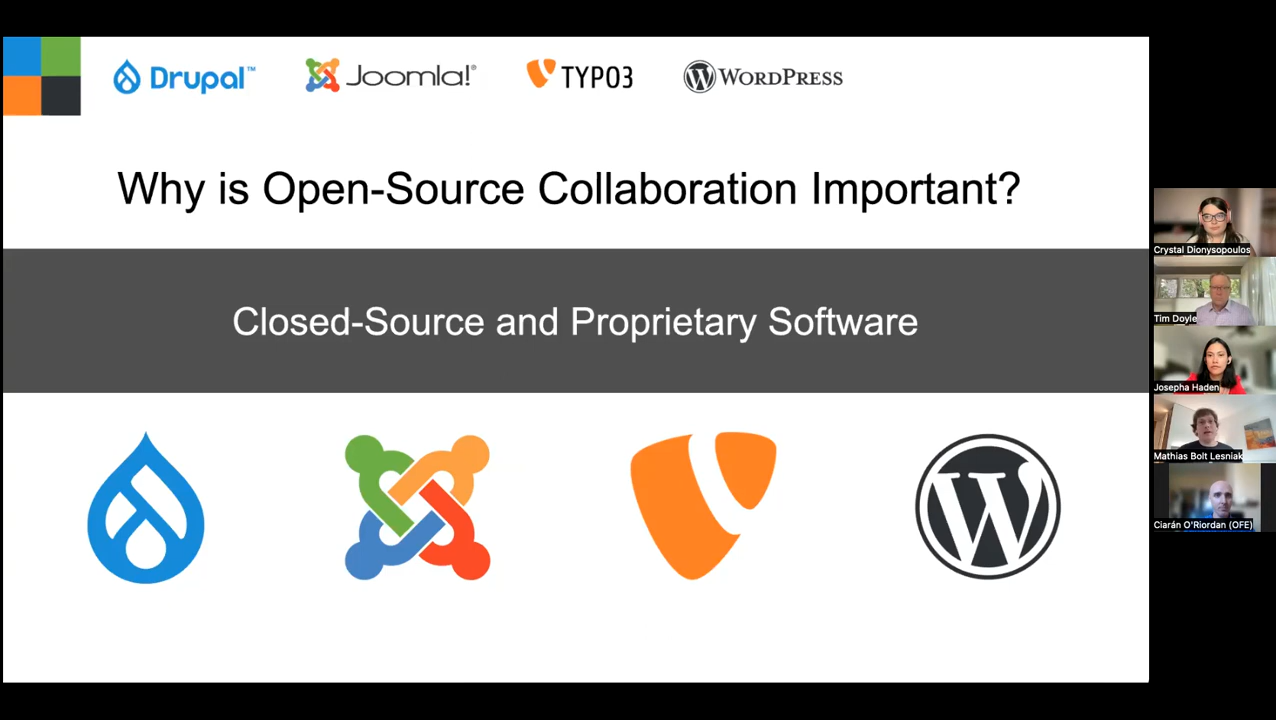 Drupal™
Joomla!®
TYPO3
WORDPRESS
Why is Open-Source Collaboration Important?
Closed-Source and Proprietary Software
Crystal Dionysopoulos
Tim Doyle
Josepha Haden
Mathias Bolt Lesniak
Ciarán O'Riordan (OFE)